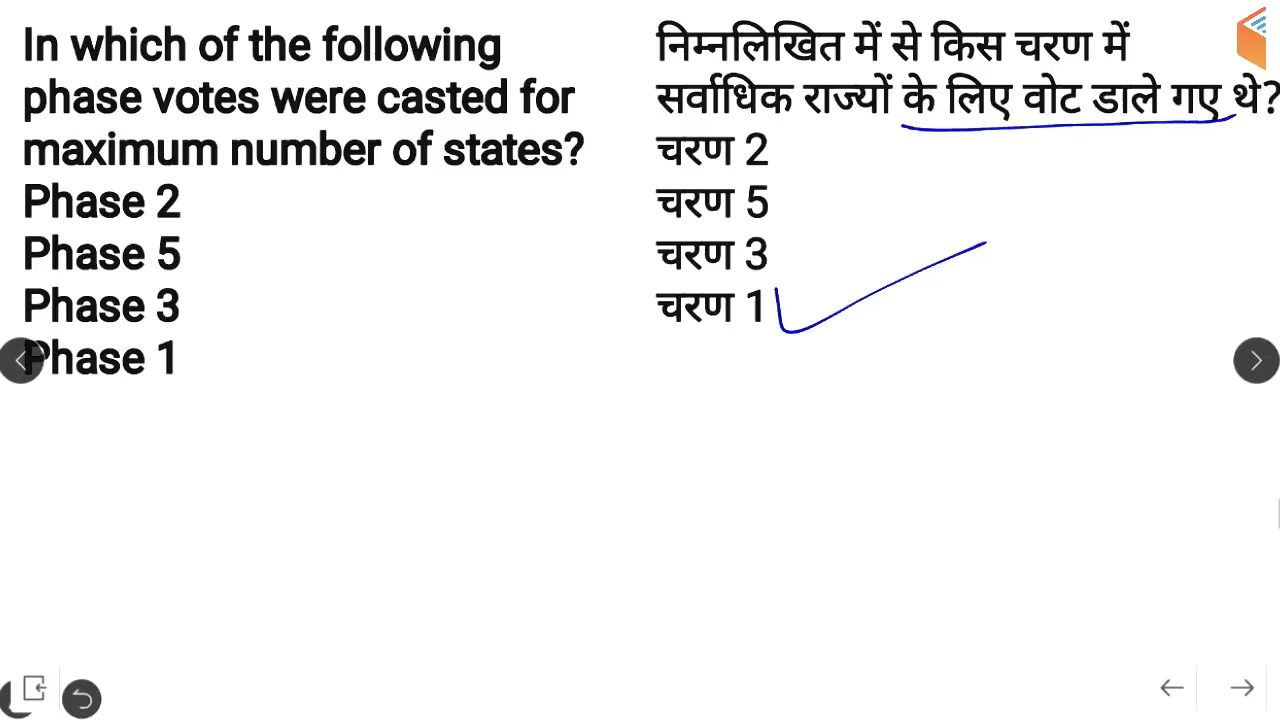 In which of the following
phase votes were casted for
maximum number of states?
Phase 2
Phase 5
Phase 3
Phase 1
निम्नलिखित में से किस चरण में
सर्वाधिक राज्यों के लिए वोट डाले गए थे?
चरण 2
चरण 5
चरण 3
चरण 1